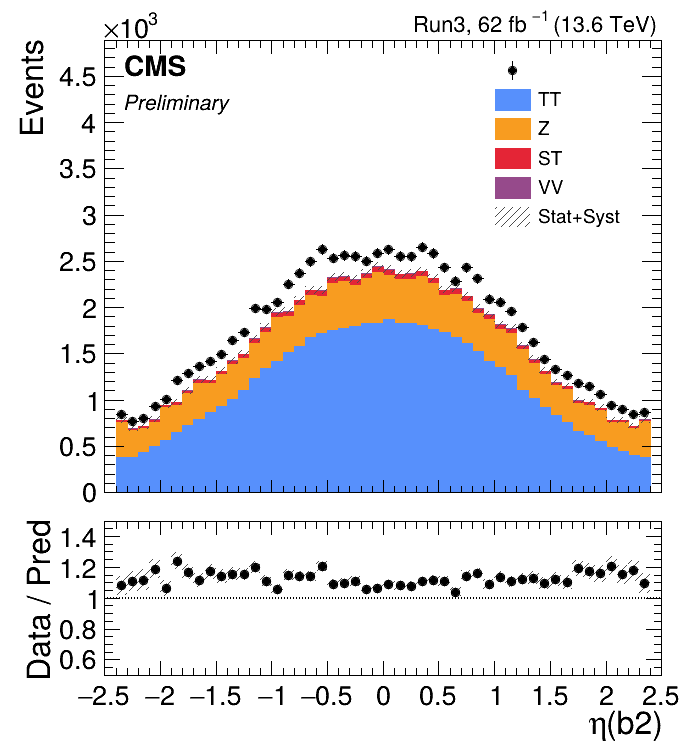 ×10³ Run3, 62 fb⁻¹ (13.6 TeV)
Events
CMS
Preliminary
TT
Z
ST
VV
Stat+Syst
4.5
4
3.5
3
2.5
2
1.5
1
0.5
0
Data / Pred
1.4
1.2
1
0.8
0.6
−2.5 −2 −1.5 −1 −0.5 0 0.5 1 1.5 2 2.5
η(b2)